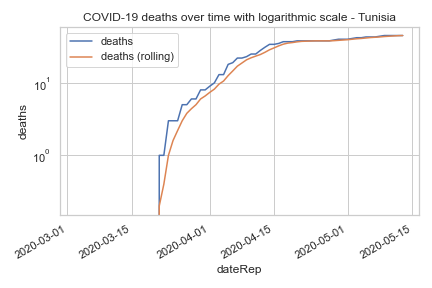 COVID-19 deaths over time with logarithmic scale - Tunisia
deaths
deaths (rolling)
deaths
10¹
10⁰
2020-03-01
2020-03-15
2020-04-01
2020-04-15
2020-05-01
2020-05-15
dateRep